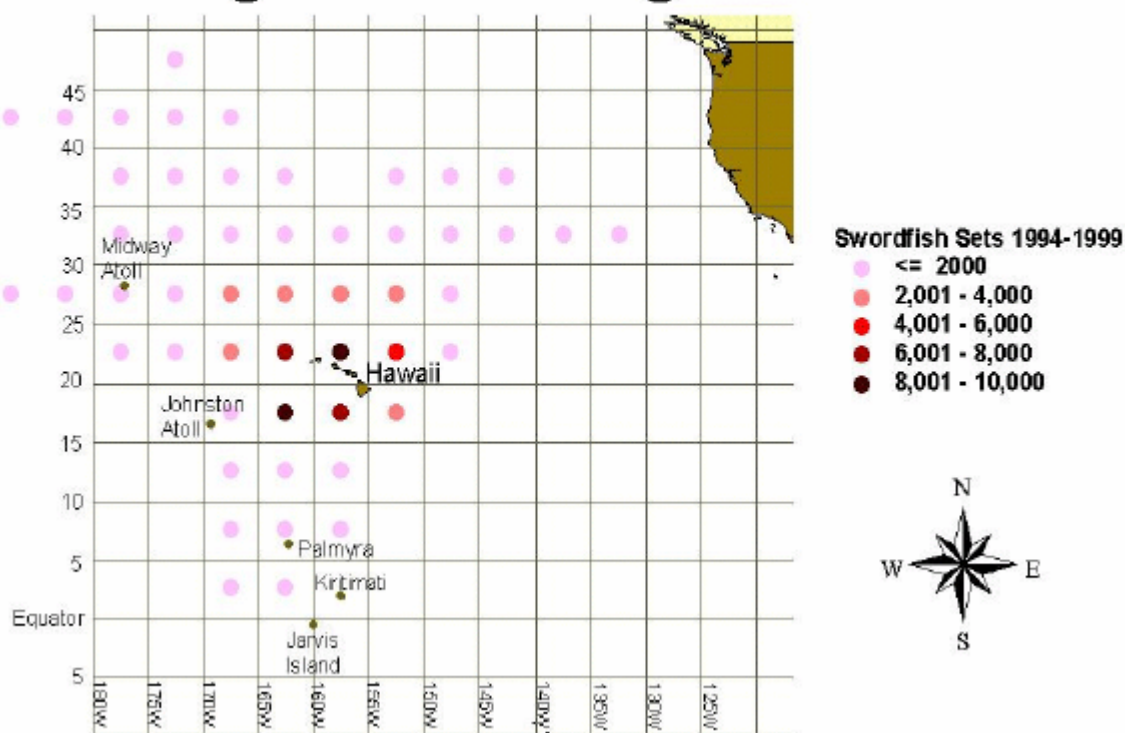 45
40
35
Midway
Atoll
30
25
20
Hawaii
Johnston
Atoll
15
10
5
Palmyra
Kiritimati
Equator
Jarvis
Island
5
180W
175W
170W
165W
160W
155W
150W
145W
140W
135W
130W
125W
Swordfish Sets 1994-1999
<= 2000
2,001 - 4,000
4,001 - 6,000
6,001 - 8,000
8,001 - 10,000
N
W E
S